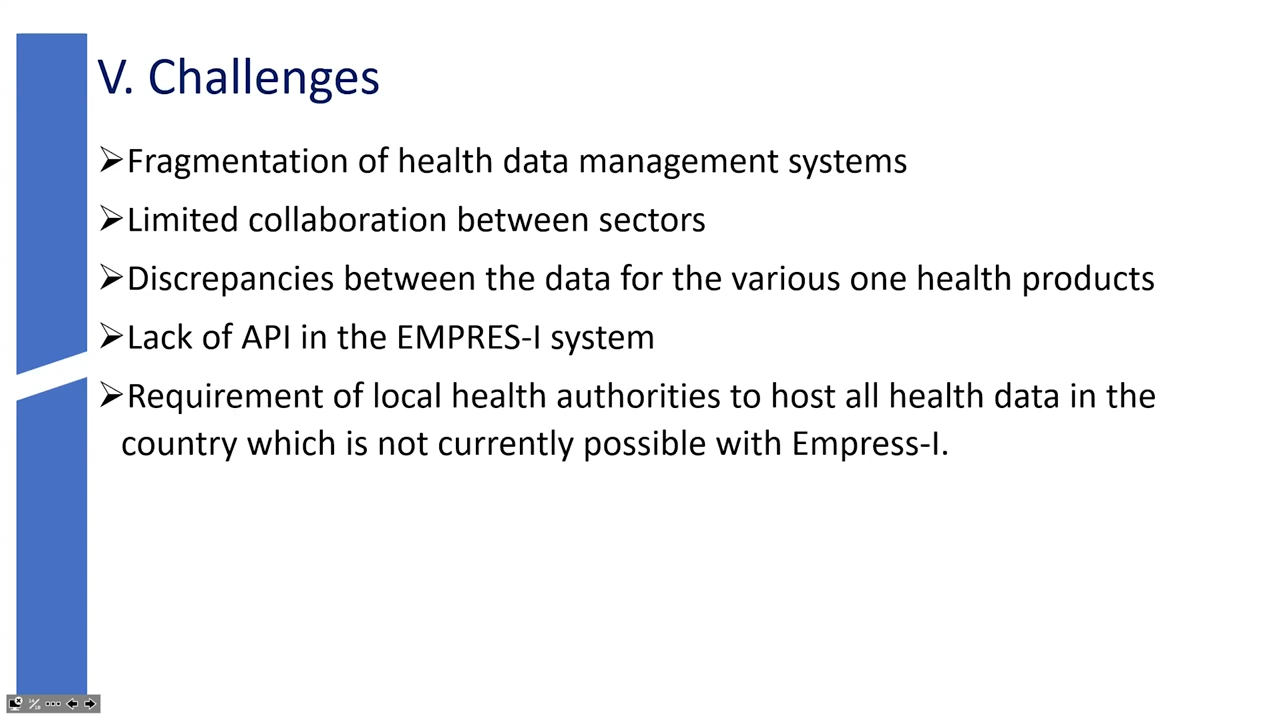 V. Challenges
➢Fragmentation of health data management systems
➢Limited collaboration between sectors
➢Discrepancies between the data for the various one health products
➢Lack of API in the EMPRES-I system
➢Requirement of local health authorities to host all health data in the
country which is not currently possible with Empress-I.